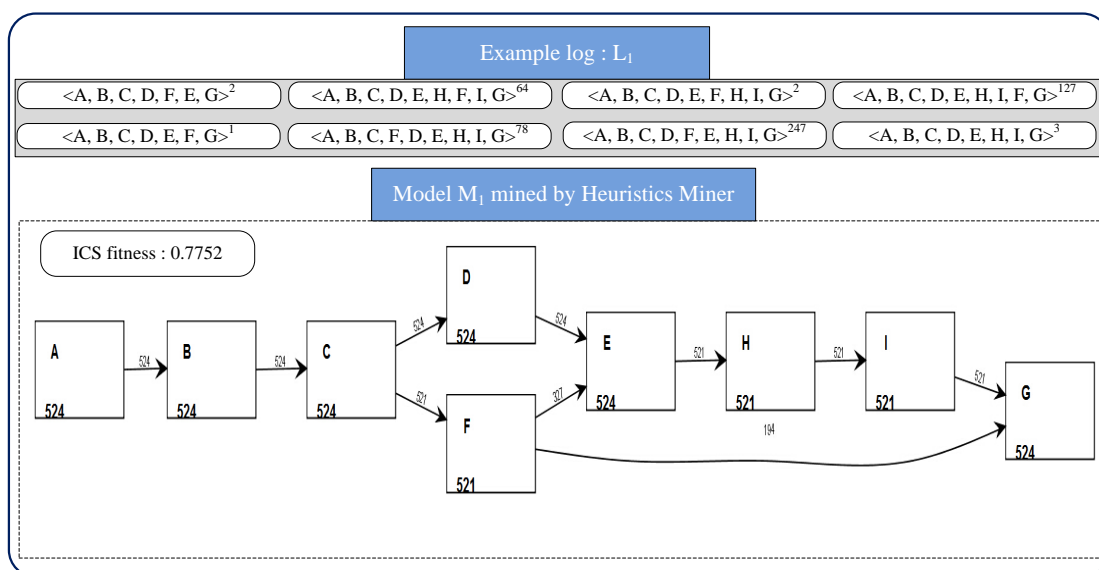 Example log : L₁
<A, B, C, D, F, E, G>²
<A, B, C, D, E, H, F, I, G>⁶⁴
<A, B, C, D, E, F, H, I, G>²
<A, B, C, D, E, H, I, F, G>¹²⁷
<A, B, C, D, E, F, G>¹
<A, B, C, F, D, E, H, I, G>⁷⁸
<A, B, C, D, F, E, H, I, G>²⁴⁷
<A, B, C, D, E, H, I, G>³
Model M₁ mined by Heuristics Miner
ICS fitness : 0.7752
A
524
524
B
524
524
C
524
524
521
D
524
524
F
521
327
194
E
524
521
H
521
521
I
521
521
G
524